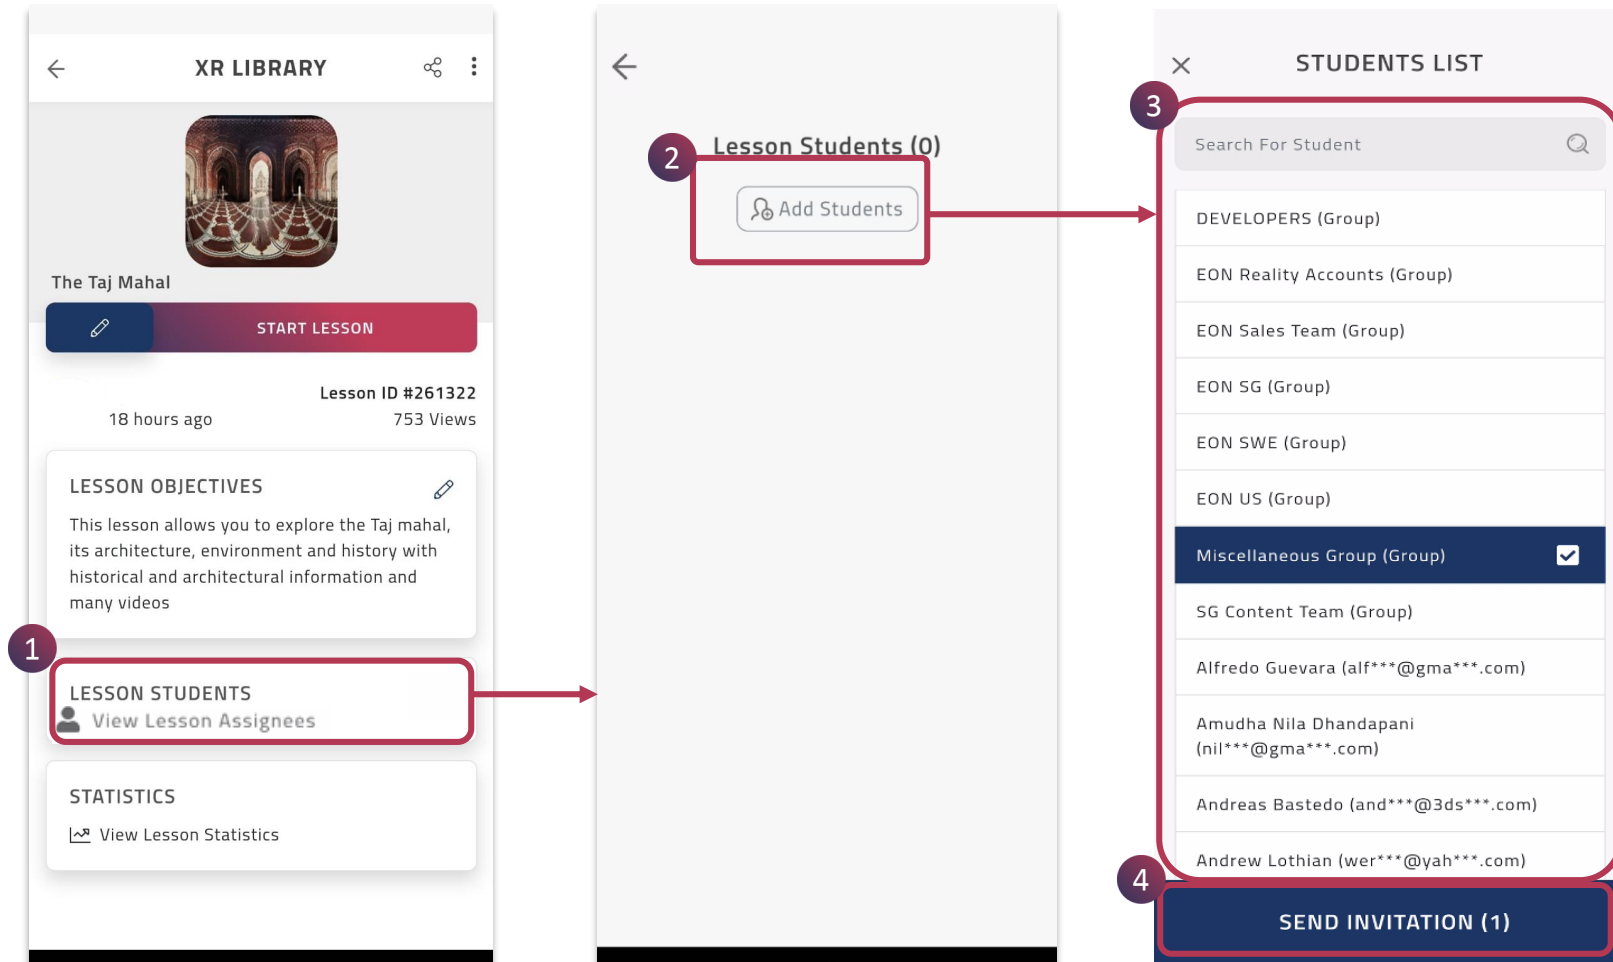 XR LIBRARY
The Taj Mahal
START LESSON
Lesson ID #261322
18 hours ago
753 Views
LESSON OBJECTIVES
This lesson allows you to explore the Taj mahal,
its architecture, environment and history with
historical and architectural information and
many videos
1
LESSON STUDENTS
View Lesson Assignees
STATISTICS
View Lesson Statistics
Lesson Students (0)
2
Add Students
STUDENTS LIST
3
Search For Student
DEVELOPERS (Group)
EON Reality Accounts (Group)
EON Sales Team (Group)
EON SG (Group)
EON SWE (Group)
EON US (Group)
Miscellaneous Group (Group)
SG Content Team (Group)
Alfredo Guevara (alf***@gma***.com)
Amudha Nila Dhandapani
(nil***@gma***.com)
Andreas Bastedo (and***@3ds***.com)
Andrew Lothian (wer***@yah***.com)
4
SEND INVITATION (1)